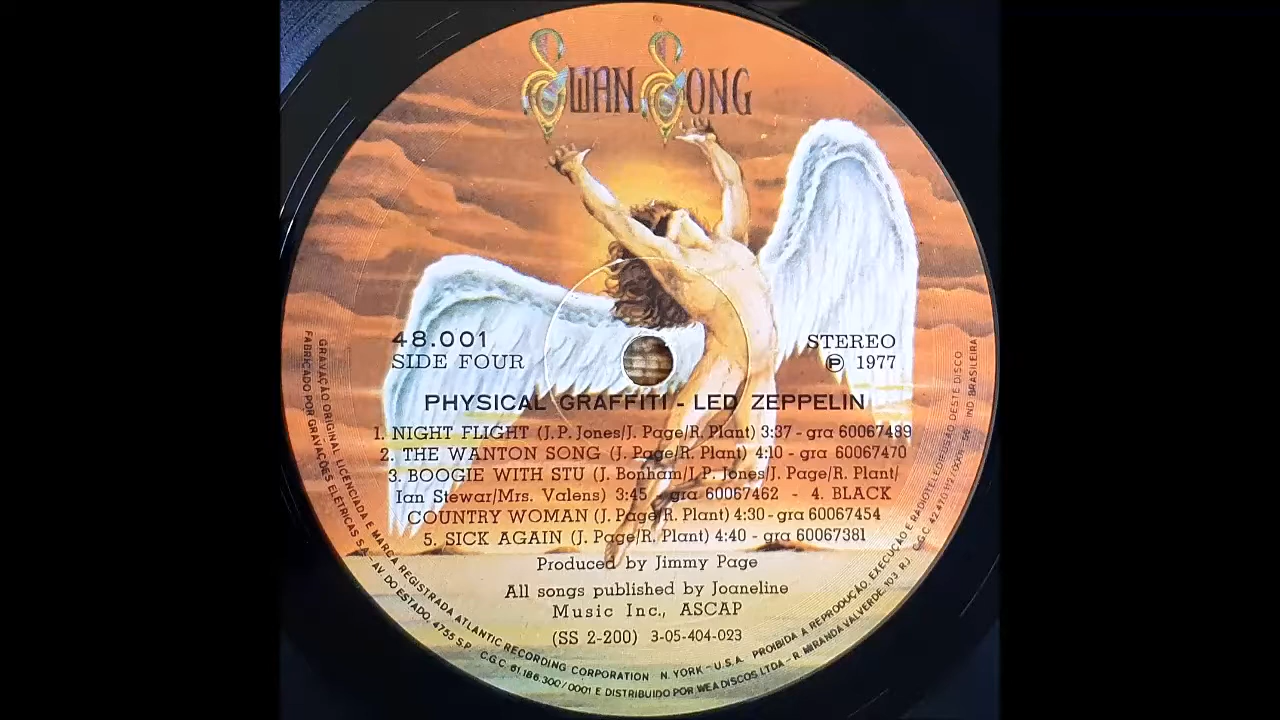 SWAN SONG
48.001
SIDE FOUR
STEREO
℗ 1977
PHYSICAL GRAFFITI - LED ZEPPELIN
1. NIGHT FLIGHT (J.P. Jones/J. Page/R. Plant) 3:37 - gra 60067489
2. THE WANTON SONG (J. Page/R. Plant) 4:10 - gra 60067470
3. BOOGIE WITH STU (J. Bonham/J P. Jones/J. Page/R. Plant/
Ian Stewar/Mrs. Valens) 3:45 - gra 60067462 - 4. BLACK
COUNTRY WOMAN (J. Page/R. Plant) 4:30 - gra 60067454
5. SICK AGAIN (J. Page/R. Plant) 4:40 - gra 60067381
Produced by Jimmy Page
All songs published by Joaneline
Music Inc., ASCAP
(SS 2-200) 3-05-404-023
GRAVAÇÃO ORIGINAL LICENCIADA E MARCA REGISTRADA ATLANTIC RECORDING CORPORATION N. YORK - U.S.A. PROIBIDA A REPRODUÇÃO, EXECUÇÃO E RADIOTELEDIFUSÃO DESTE DISCO
FABRICADO POR GRAVAÇÕES ELÉTRICAS S.A. - AV. DO ESTADO, 4755 S.P. C.G.C. 61.186.300/0001 E DISTRIBUIDO POR WEA DISCOS LTDA - R. MIRANDA VALVERDE, 103 RJ C.G.C. IND. BRASILEIRA